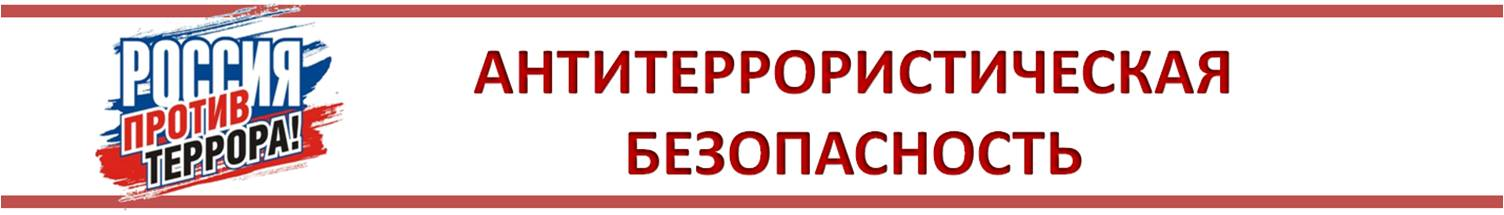 РОССИЯ
ПРОТИВ
ТЕРРОРА!
АНТИТЕРРОРИСТИЧЕСКАЯ
БЕЗОПАСНОСТЬ